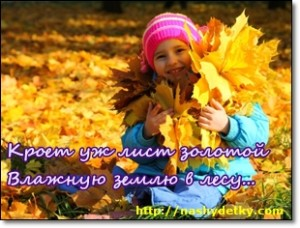 Кроет уж лист золотой
Влажную землю в лесу...
http://nashydetky.com